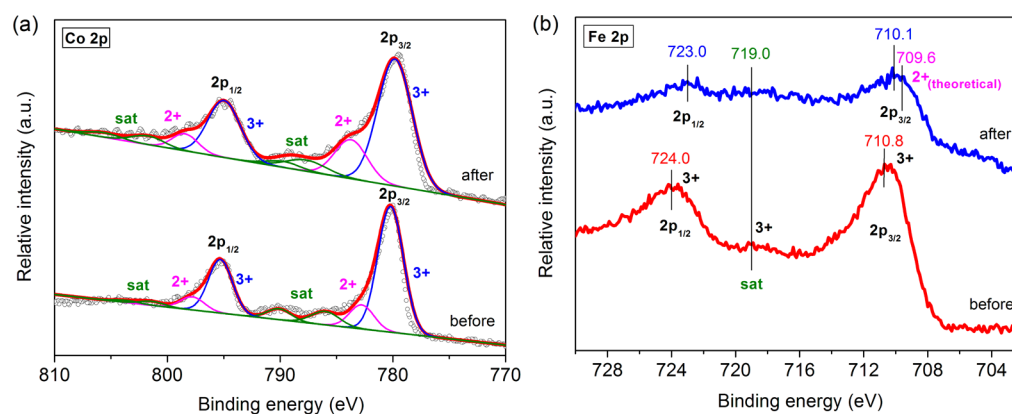 (a)
Co 2p
2p3/2
2p1/2
3+
2+
3+
2+
sat
sat
after
2p3/2
2p1/2
3+
2+
3+
2+
sat
sat
before
Relative intensity (a.u.)
810 800 790 780 770
Binding energy (eV)
(b)
Fe 2p
710.1
723.0 719.0 709.6
2+(theoretical)
2p1/2
2p3/2
after
710.8
724.0
3+
3+
2p1/2
3+
2p3/2
sat
before
Relative intensity (a.u.)
728 724 720 716 712 708 704
Binding energy (eV)